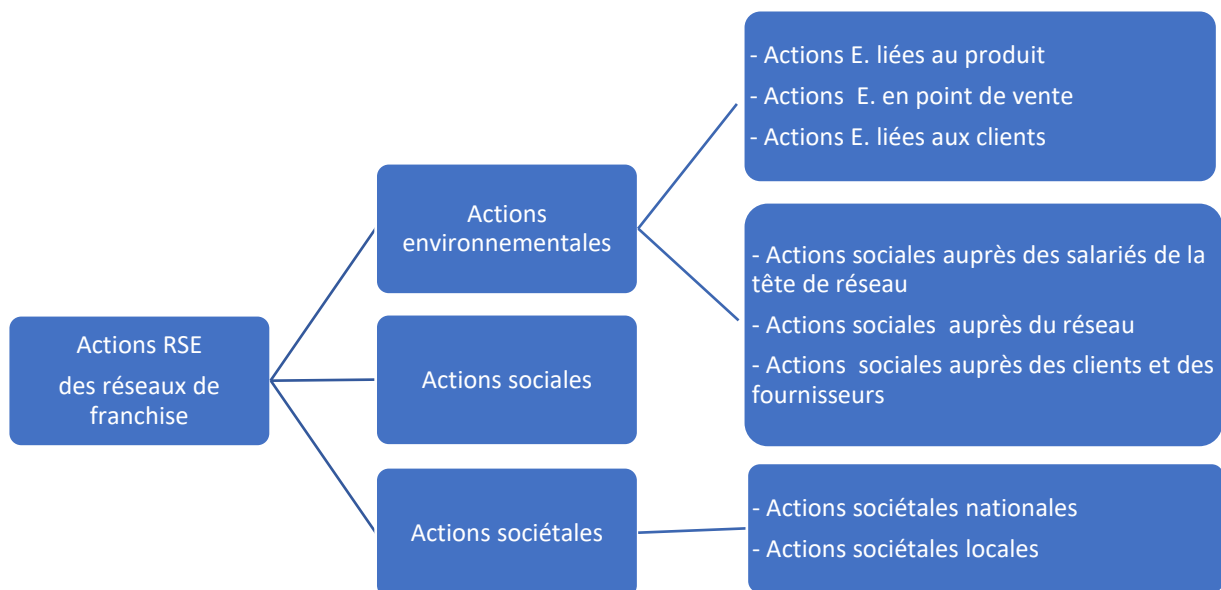 Actions RSE
des réseaux de
franchise
Actions
environnementales
Actions sociales
Actions sociétales
- Actions E. liées au produit
- Actions  E. en point de vente
- Actions E. liées aux clients
- Actions sociales auprès des salariés de la
tête de réseau
- Actions sociales  auprès du réseau
- Actions  sociales auprès des clients et des
fournisseurs
- Actions sociétales nationales
- Actions sociétales locales